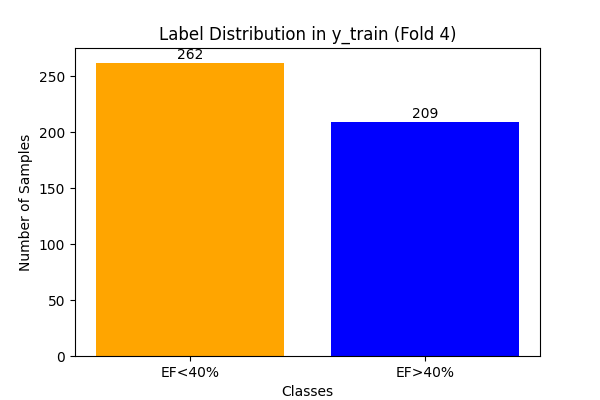 Label Distribution in y_train (Fold 4)
262
209
250
200
150
100
50
0
Number of Samples
EF<40%
EF>40%
Classes